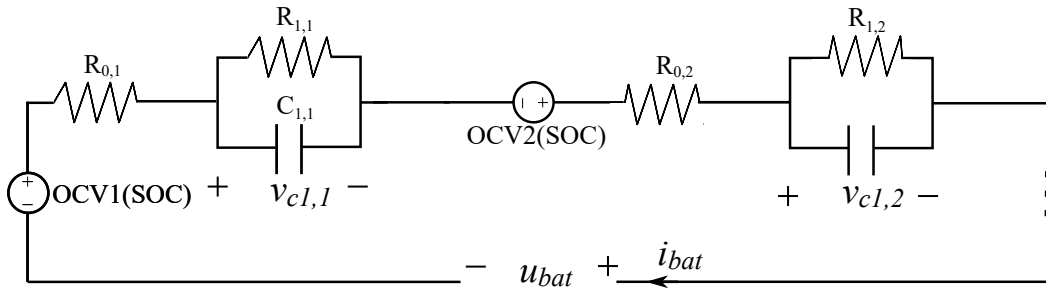 R1,1
R1,2
R0,1
R0,2
C1,1
+
- +
OCV2(SOC)
+
-
OCV1(SOC)
+ vc1,1 −
+ vc1,2 −
− ubat +
ibat